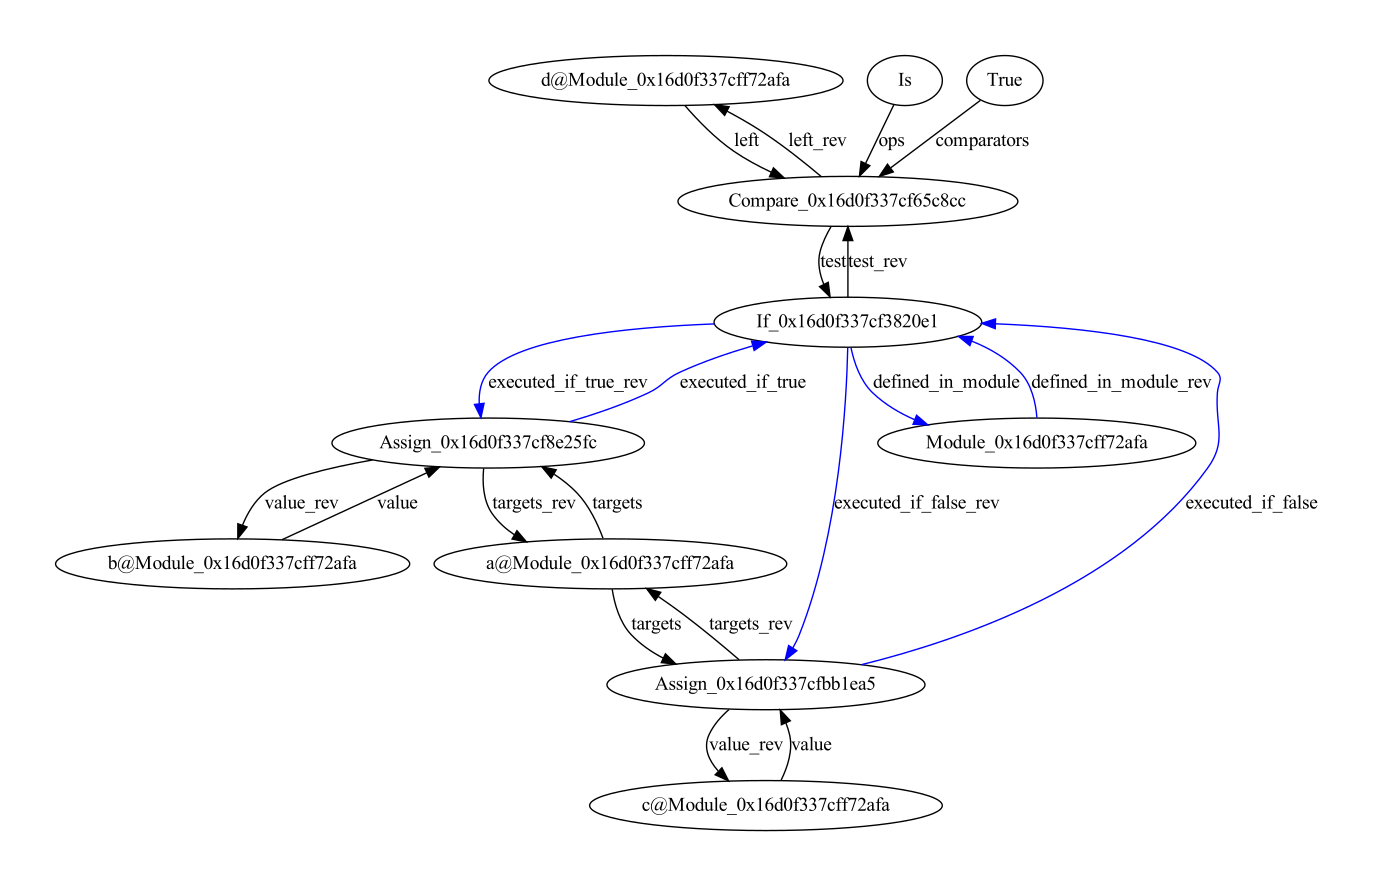 d@Module_0x16d0f337cff72afa
Is
True
left
left_rev
ops
comparators
Compare_0x16d0f337cf65c8cc
test
test_rev
If_0x16d0f337cf3820e1
executed_if_true_rev
executed_if_true
defined_in_module
defined_in_module_rev
Assign_0x16d0f337cf8e25fc
Module_0x16d0f337cff72afa
value_rev
value
targets_rev
targets
executed_if_false_rev
executed_if_false
b@Module_0x16d0f337cff72afa
a@Module_0x16d0f337cff72afa
targets
targets_rev
Assign_0x16d0f337cfbb1ea5
value_rev
value
c@Module_0x16d0f337cff72afa